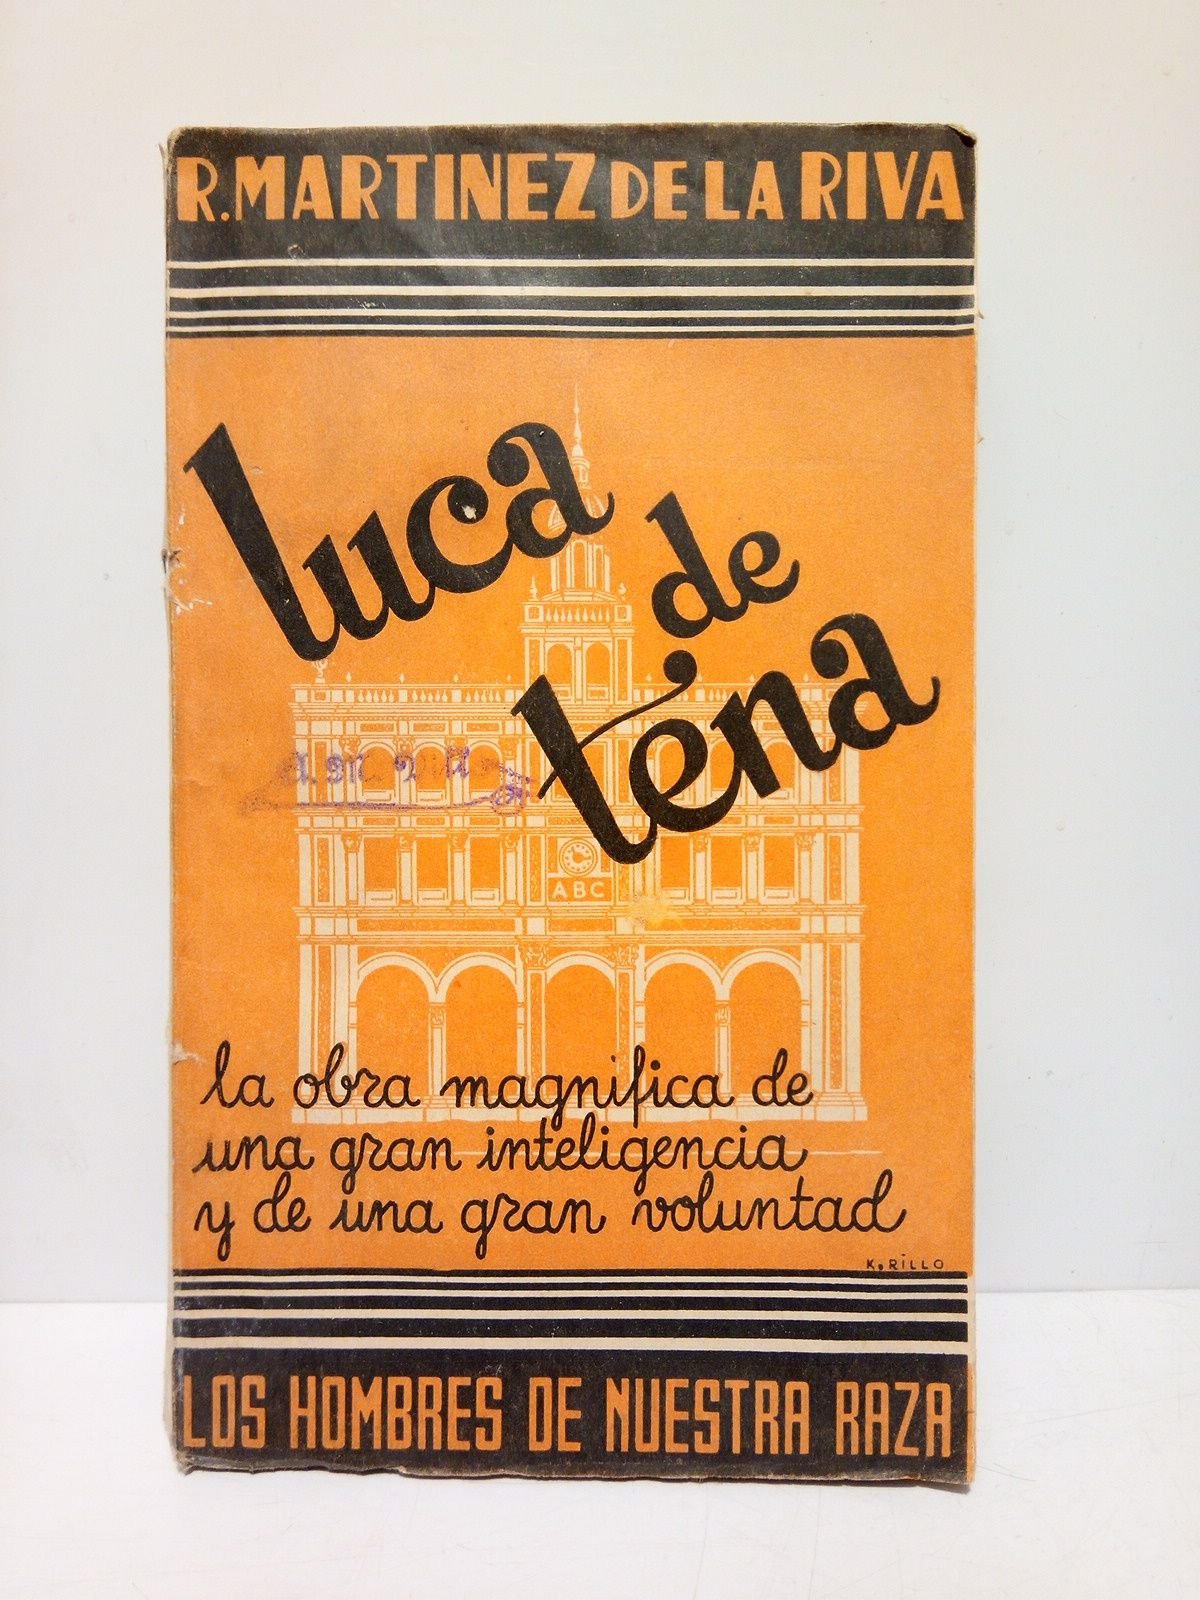 R. MARTINEZ DE LA RIVA
luca
de
tena
ABC
la obra magnifica de
una gran inteligencia
y de una gran voluntad
K. RILLO
LOS HOMBRES DE NUESTRA RAZA